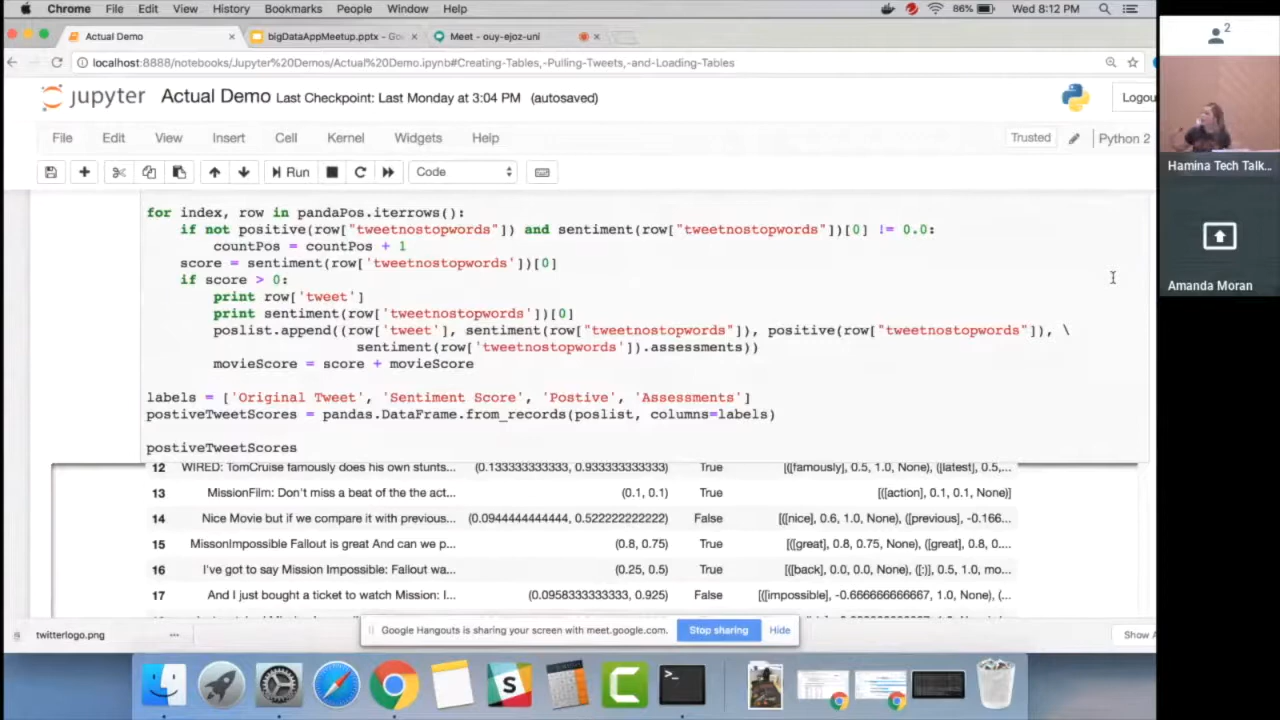 Chrome File Edit View History Bookmarks People Window Help 86% Wed 8:12 PM
Actual Demo bigDataAppMeetup.pptx - Go Meet - ouy-ejoz-uni
localhost:8888/notebooks/Jupyter%20Demos/Actual%20Demo.ipynb#Creating-Tables,-Pulling-Tweets,-and-Loading-Tables
jupyter Actual Demo Last Checkpoint: Last Monday at 3:04 PM (autosaved) Logou
File Edit View Insert Cell Kernel Widgets Help Trusted Python 2
Run Code
for index, row in pandaPos.iterrows():
if not positive(row["tweetnostopwords"]) and sentiment(row["tweetnostopwords"])[0] != 0.0:
countPos = countPos + 1
score = sentiment(row['tweetnostopwords'])[0]
if score > 0:
print row['tweet']
print sentiment(row['tweetnostopwords'])[0]
poslist.append((row['tweet'], sentiment(row["tweetnostopwords"]), positive(row["tweetnostopwords"]), \
sentiment(row['tweetnostopwords']).assessments))
movieScore = score + movieScore
labels = ['Original Tweet', 'Sentiment Score', 'Postive', 'Assessments']
postiveTweetScores = pandas.DataFrame.from_records(poslist, columns=labels)
postiveTweetScores
12 WIRED: TomCruise famously does his own stunts... (0.133333333333, 0.933333333333) True [([famously], 0.5, 1.0, None), ([latest], 0.5,...
13 MissionFilm: Don't miss a beat of the the act... (0.1, 0.1) True [([action], 0.1, 0.1, None)]
14 Nice Movie but if we compare it with previous... (0.0944444444444, 0.522222222222) False [([nice], 0.6, 1.0, None), ([previous], -0.166...
15 MissonImpossible Fallout is great And can we p... (0.8, 0.75) True [([great], 0.8, 0.75, None), ([great], 0.8, 0....
16 I've got to say Mission Impossible: Fallout wa... (0.25, 0.5) True [([back], 0.0, 0.0, None), ([:)], 0.5, 1.0, mo...
17 And I just bought a ticket to watch Mission: I... (0.0958333333333, 0.925) False [([impossible], -0.666666666667, 1.0, None), (...
Google Hangouts is sharing your screen with meet.google.com. Stop sharing Hide
twitterlogo.png ... Show A
2
Hamina Tech Talk...
Amanda Moran